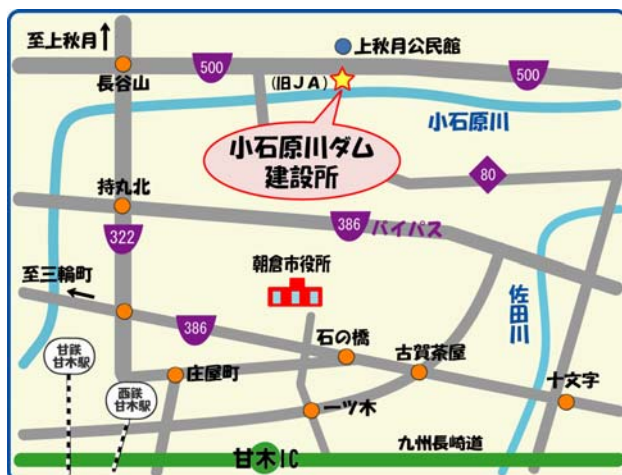 至上秋月
上秋月公民館
500
500
長谷山
(旧JA)
小石原川
小石原川ダム
建設所
80
持丸北
322
386
バイパス
至三輪町
朝倉市役所
佐田川
386
石の橋
甘鉄
甘木駅
古賀茶屋
庄屋町
西鉄
甘木駅
十文字
一ツ木
九州長崎道
甘木IC